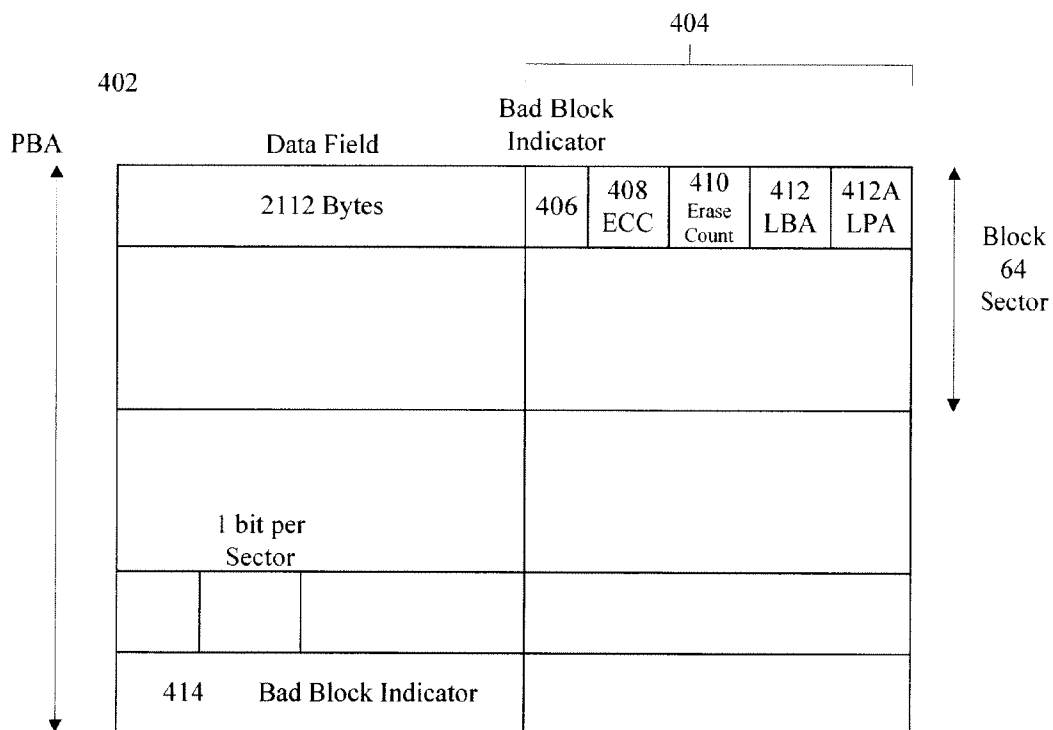 404
402
Bad Block
Indicator
PBA
Data Field
2112 Bytes
406
408
ECC
410
Erase
Count
412
LBA
412A
LPA
Block
64
Sector
1 bit per
Sector
414
Bad Block Indicator